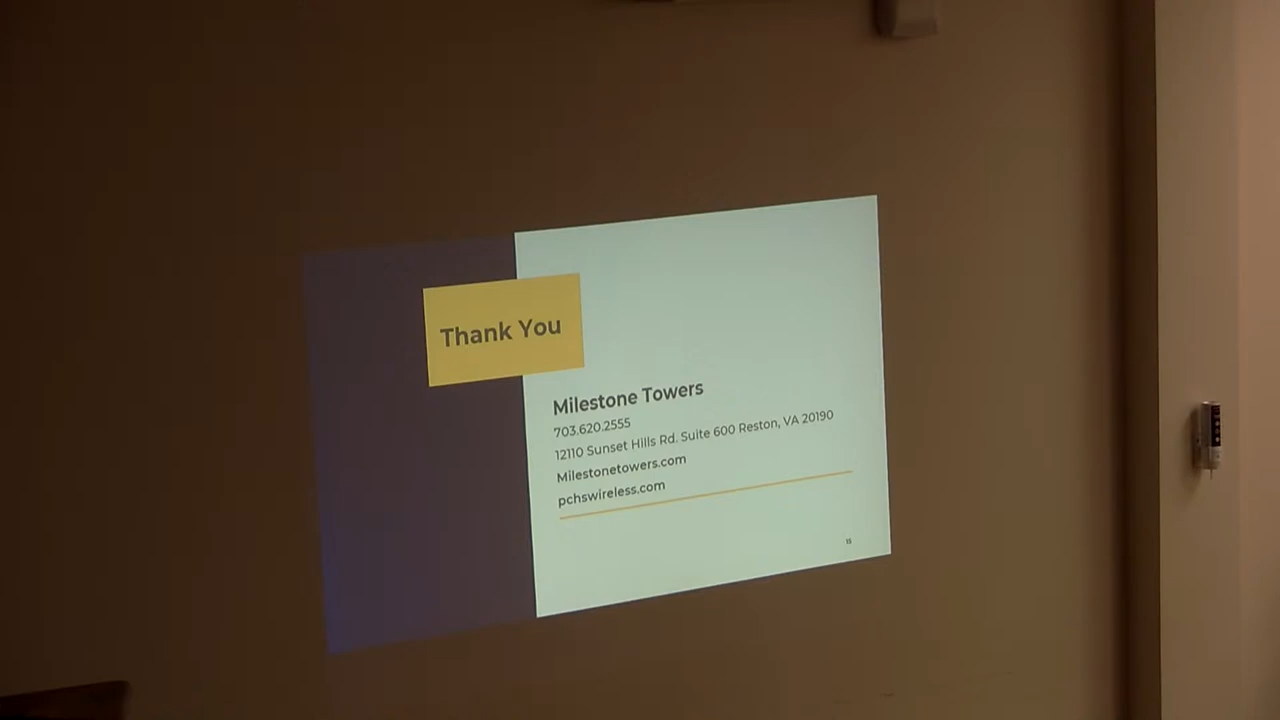 Thank You
Milestone Towers
703.620.2555
12110 Sunset Hills Rd. Suite 600 Reston, VA 20190
Milestonetowers.com
pchswireless.com
15